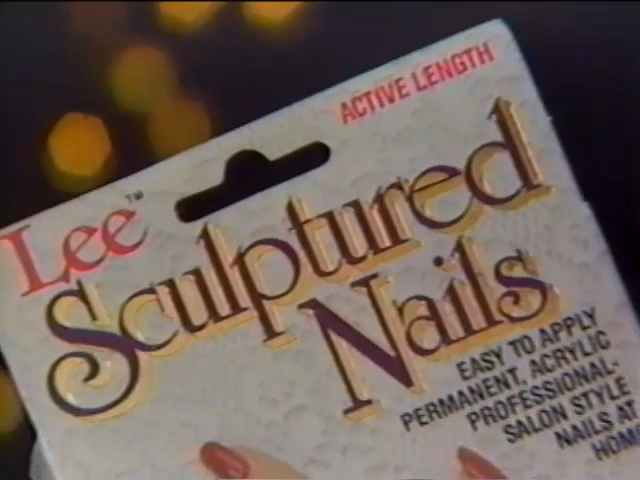 ACTIVE LENGTH
Lee™
Sculptured
Nails
EASY TO APPLY
PERMANENT, ACRYLIC
PROFESSIONAL-
SALON STYLE
NAILS AT
HOME